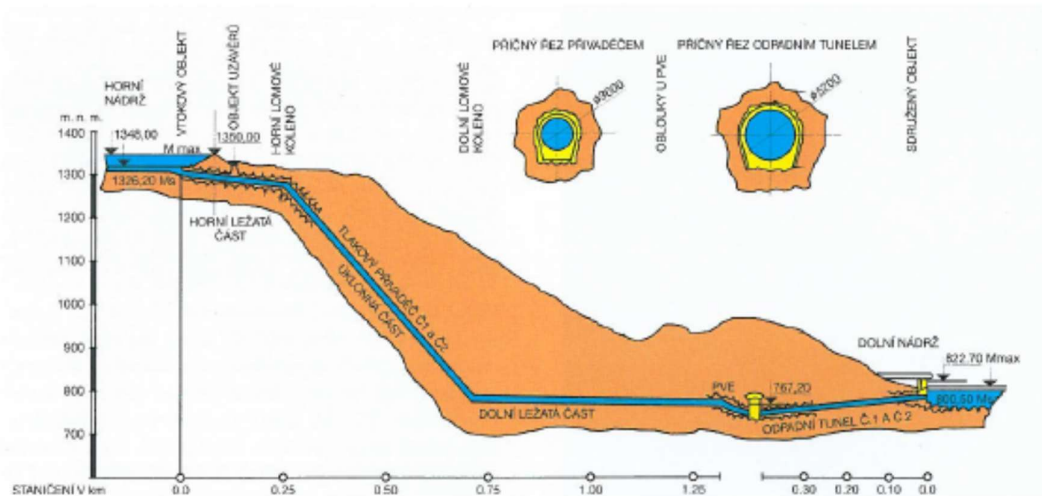 PŘÍČNÝ ŘEZ PŘIVADĚČEM
PŘÍČNÝ ŘEZ ODPADNÍM TUNELEM
ø3600
ø5200
HORNÍ
NÁDRŽ
VTOKOVÝ OBJEKT
OBJEKT UZÁVĚRŮ
HORNÍ LOMOVÉ
KOLENO
DOLNÍ LOMOVÉ
KOLENO
OBLOUKY U PVE
SDRUŽENÝ OBJEKT
m. n. m.
1400
1348,00
1350,00
M max
1300
1326,20 Ms
1200
HORNÍ LEŽATÁ
ČÁST
1100
TLAKOVÝ PŘIVADĚČ Č1 a Č2
ÚKLONNÁ ČÁST
1000
900
DOLNÍ NÁDRŽ
822.70 Mmax
800
PVE
767,20
800,50 Ms
DOLNÍ LEŽATÁ ČÁST
ODPADNÍ TUNEL Č.1 A Č.2
700
STANIČENÍ V km
0.0
0.25
0.50
0.75
1.00
1.25
0.30
0.20
0.10
0.0